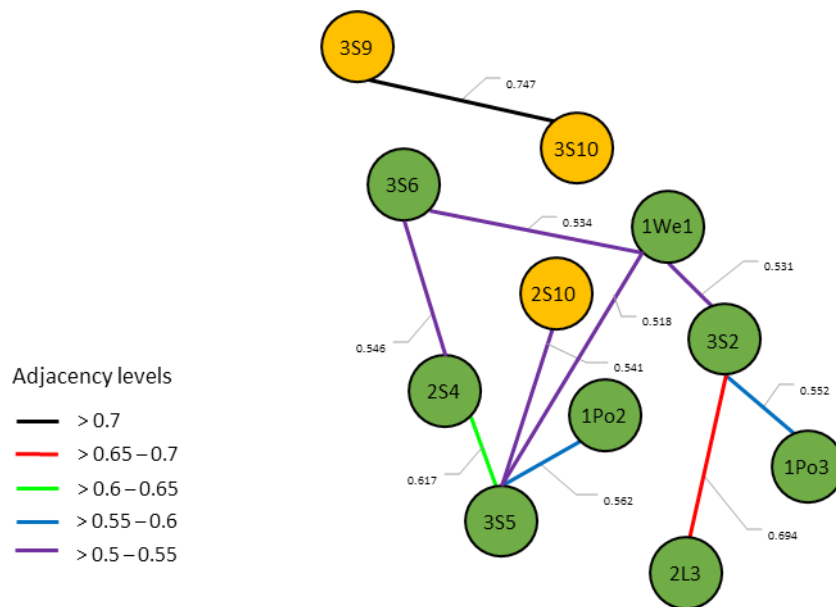 3S9
0.747
3S10
3S6
0.534
1We1
2S10
0.531
0.518
3S2
0.546
0.541
Adjacency levels
2S4
1Po2
0.552
> 0.7
> 0.65 – 0.7
0.617
0.562
1Po3
> 0.6 – 0.65
3S5
> 0.55 – 0.6
0.694
> 0.5 – 0.55
2L3